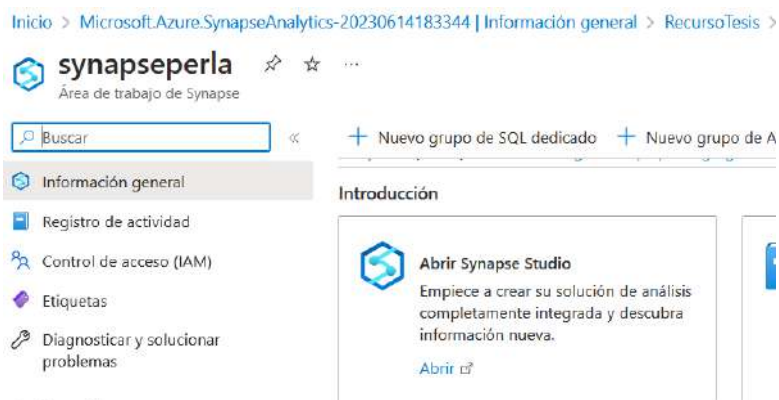 Inicio > Microsoft.Azure.SynapseAnalytics-20230614183344 | Información general > RecursoTesis >
synapseperla
Área de trabajo de Synapse
Buscar
+ Nuevo grupo de SQL dedicado + Nuevo grupo de A
Información general
Introducción
Registro de actividad
Control de acceso (IAM)
Etiquetas
Diagnosticar y solucionar
problemas
Abrir Synapse Studio
Empiece a crear su solución de análisis
completamente integrada y descubra
información nueva.
Abrir